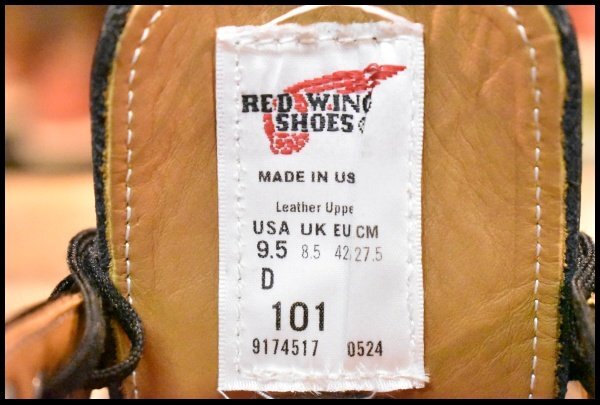 RED WING
SHOES
MADE IN US
Leather Uppe
USA UK EU CM
9.5 8.5 42 27.5
D
101
9174517 0524